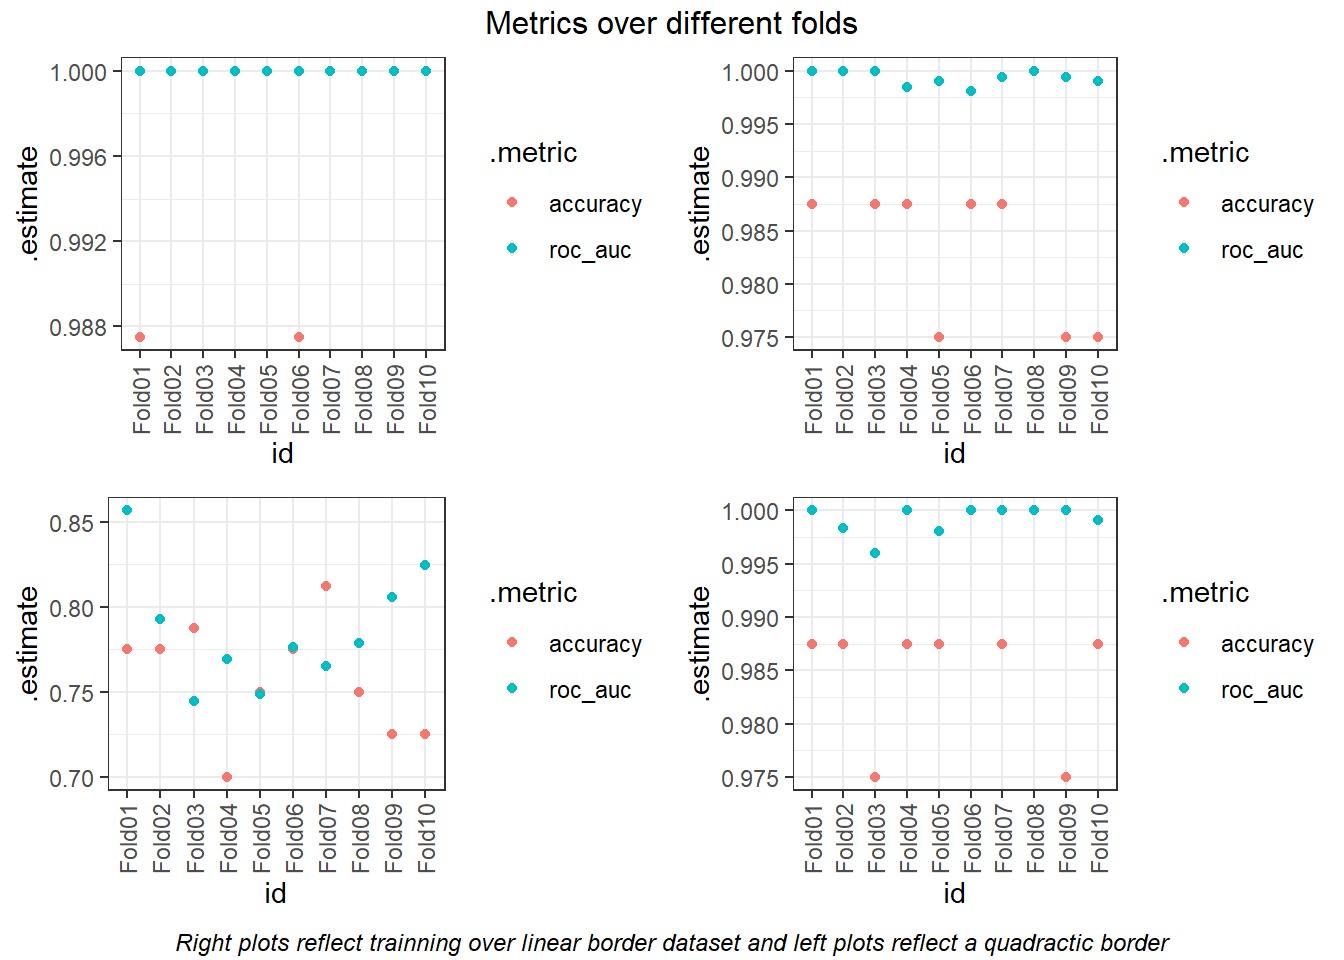 Metrics over different folds
1.000
0.996
0.992
0.988
.estimate
Fold01
Fold02
Fold03
Fold04
Fold05
Fold06
Fold07
Fold08
Fold09
Fold10
id
.metric
accuracy
roc_auc
1.000
0.995
0.990
0.985
0.980
0.975
.estimate
Fold01
Fold02
Fold03
Fold04
Fold05
Fold06
Fold07
Fold08
Fold09
Fold10
id
.metric
accuracy
roc_auc
0.85
0.80
0.75
0.70
.estimate
Fold01
Fold02
Fold03
Fold04
Fold05
Fold06
Fold07
Fold08
Fold09
Fold10
id
.metric
accuracy
roc_auc
1.000
0.995
0.990
0.985
0.980
0.975
.estimate
Fold01
Fold02
Fold03
Fold04
Fold05
Fold06
Fold07
Fold08
Fold09
Fold10
id
.metric
accuracy
roc_auc
Right plots reflect trainning over linear border dataset and left plots reflect a quadractic border